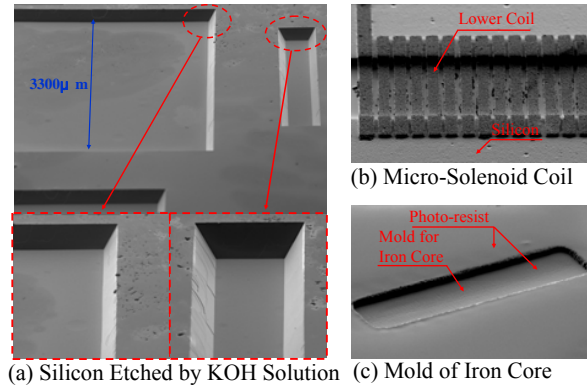 3300μ m
(a) Silicon Etched by KOH Solution
Lower Coil
Silicon
(b) Micro-Solenoid Coil
Photo-resist
Mold for
Iron Core
(c) Mold of Iron Core